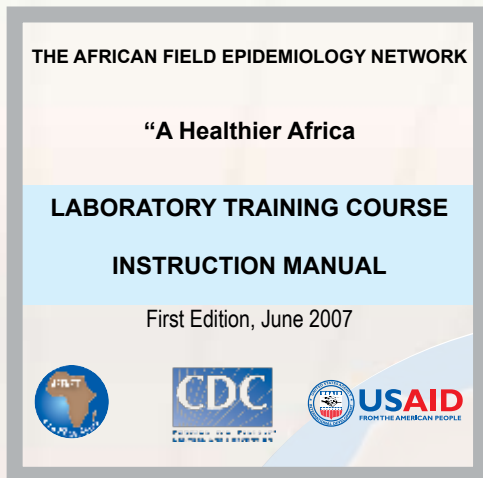 THE AFRICAN FIELD EPIDEMIOLOGY NETWORK
“A Healthier Africa
LABORATORY TRAINING COURSE
INSTRUCTION MANUAL
First Edition, June 2007
CDC
USAID
FROM THE AMERICAN PEOPLE